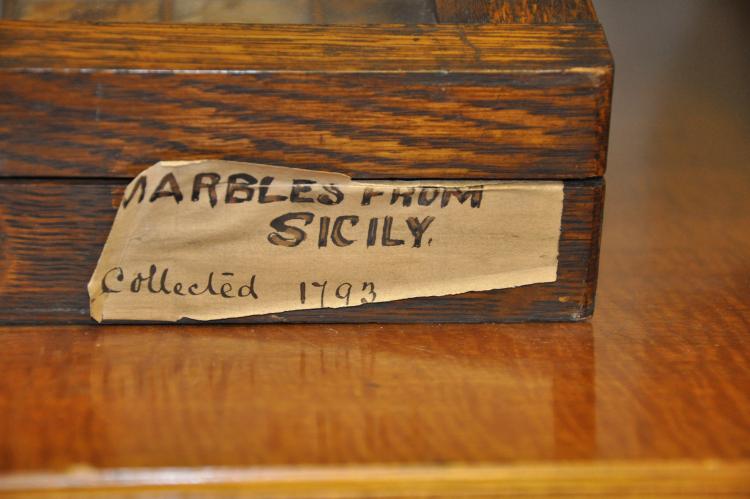 MARBLES FROM
SICILY.
Collected 1793